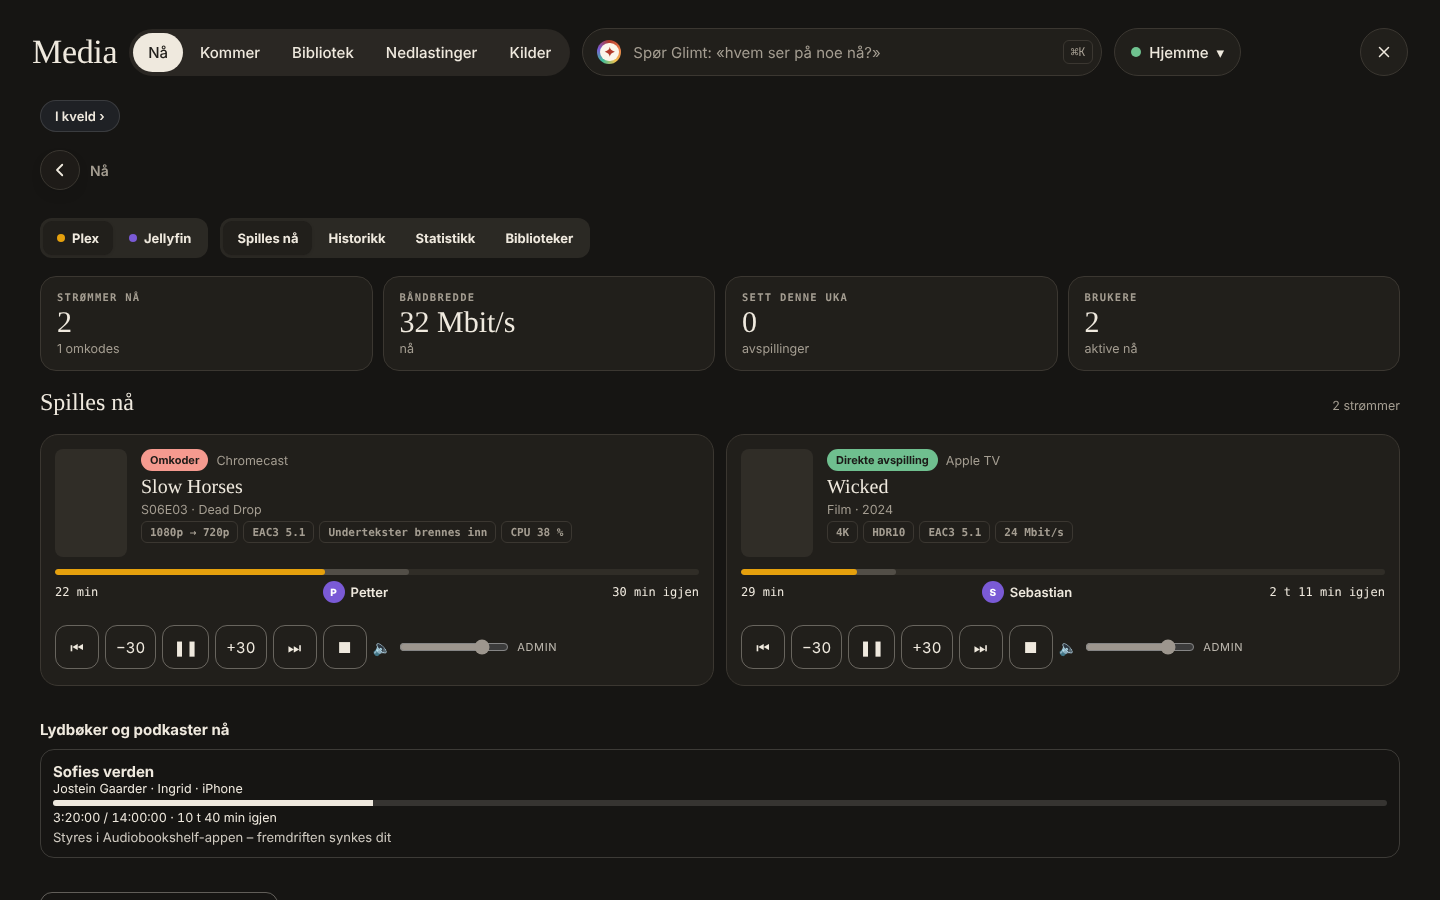 Media Nå Kommer Bibliotek Nedlastinger Kilder Spør Glimt: «hvem ser på noe nå?» ⌘K Hjemme ▾ ✕
I kveld ›
Nå
Plex Jellyfin Spilles nå Historikk Statistikk Biblioteker
STRØMMER NÅ
2
1 omkodes
BÅNDBREDDE
32 Mbit/s
nå
SETT DENNE UKA
0
avspillinger
BRUKERE
2
aktive nå
Spilles nå
2 strømmer
Omkoder Chromecast
Slow Horses
S06E03 · Dead Drop
1080p → 720p EAC3 5.1 Undertekster brennes inn CPU 38 %
22 min P Petter 30 min igjen
−30 +30 ADMIN
Direkte avspilling Apple TV
Wicked
Film · 2024
4K HDR10 EAC3 5.1 24 Mbit/s
29 min S Sebastian 2 t 11 min igjen
−30 +30 ADMIN
Lydbøker og podkaster nå
Sofies verden
Jostein Gaarder · Ingrid · iPhone
3:20:00 / 14:00:00 · 10 t 40 min igjen
Styres i Audiobookshelf-appen – fremdriften synkes dit